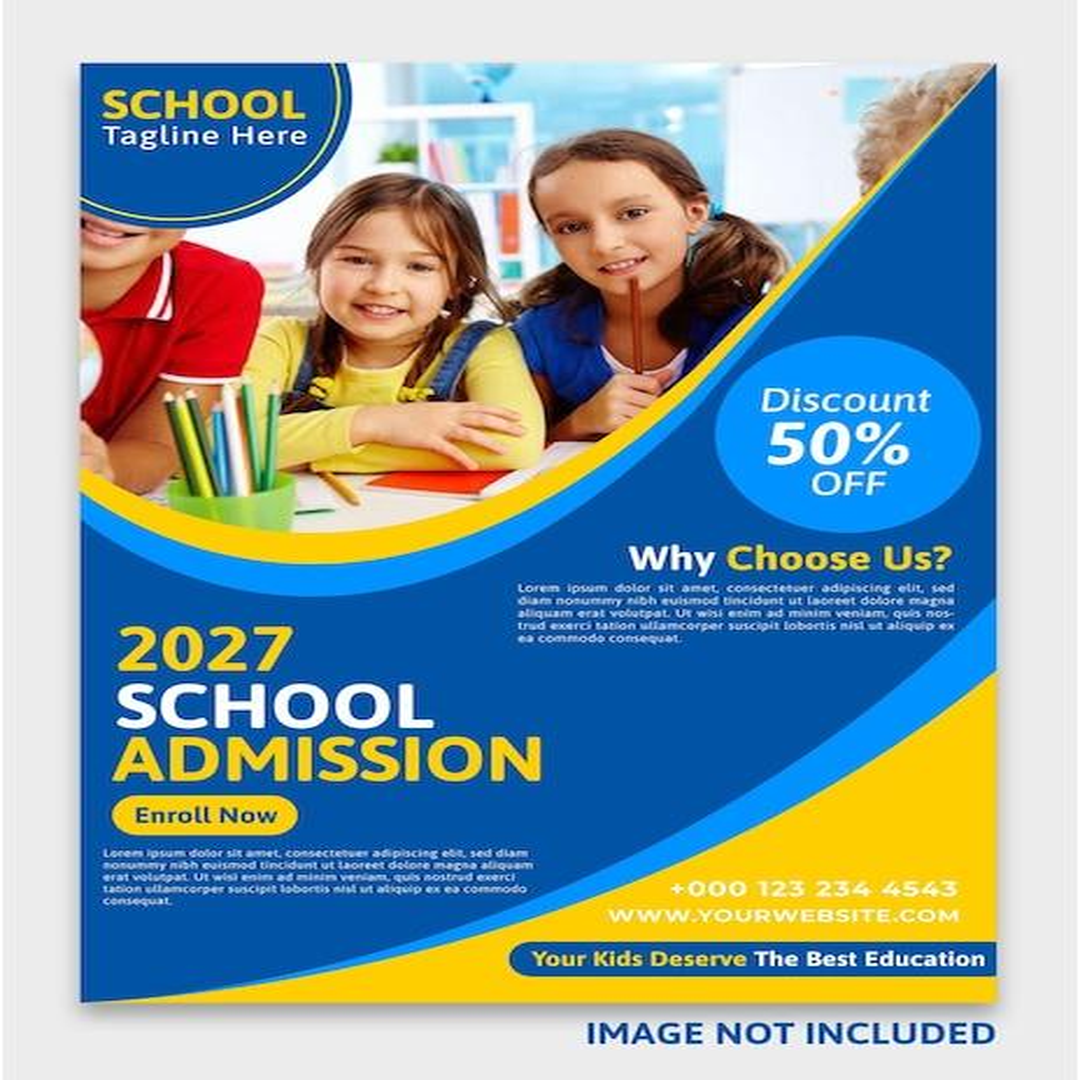 SCHOOL
Tagline Here
Discount
50%
OFF
Why Choose Us?
Lorem ipsum dolor sit amet, consectetuer adipiscing elit, sed
diam nonummy nibh euismod tincidunt ut laoreet dolore magna
aliquam erat volutpat. Ut wisi enim ad minim veniam, quis nos-
trud exerci tation ullamcorper suscipit lobortis nisl ut aliquip ex
ea commodo consequat.
2027
SCHOOL
ADMISSION
Enroll Now
Lorem ipsum dolor sit amet, consectetuer adipiscing elit, sed diam
nonummy nibh euismod tincidunt ut laoreet dolore magna aliquam
erat volutpat. Ut wisi enim ad minim veniam, quis nostrud exerci
tation ullamcorper suscipit lobortis nisl ut aliquip ex ea commodo
consequat.
+000 123 234 4543
WWW.YOURWEBSITE.COM
Your Kids Deserve The Best Education
IMAGE NOT INCLUDED